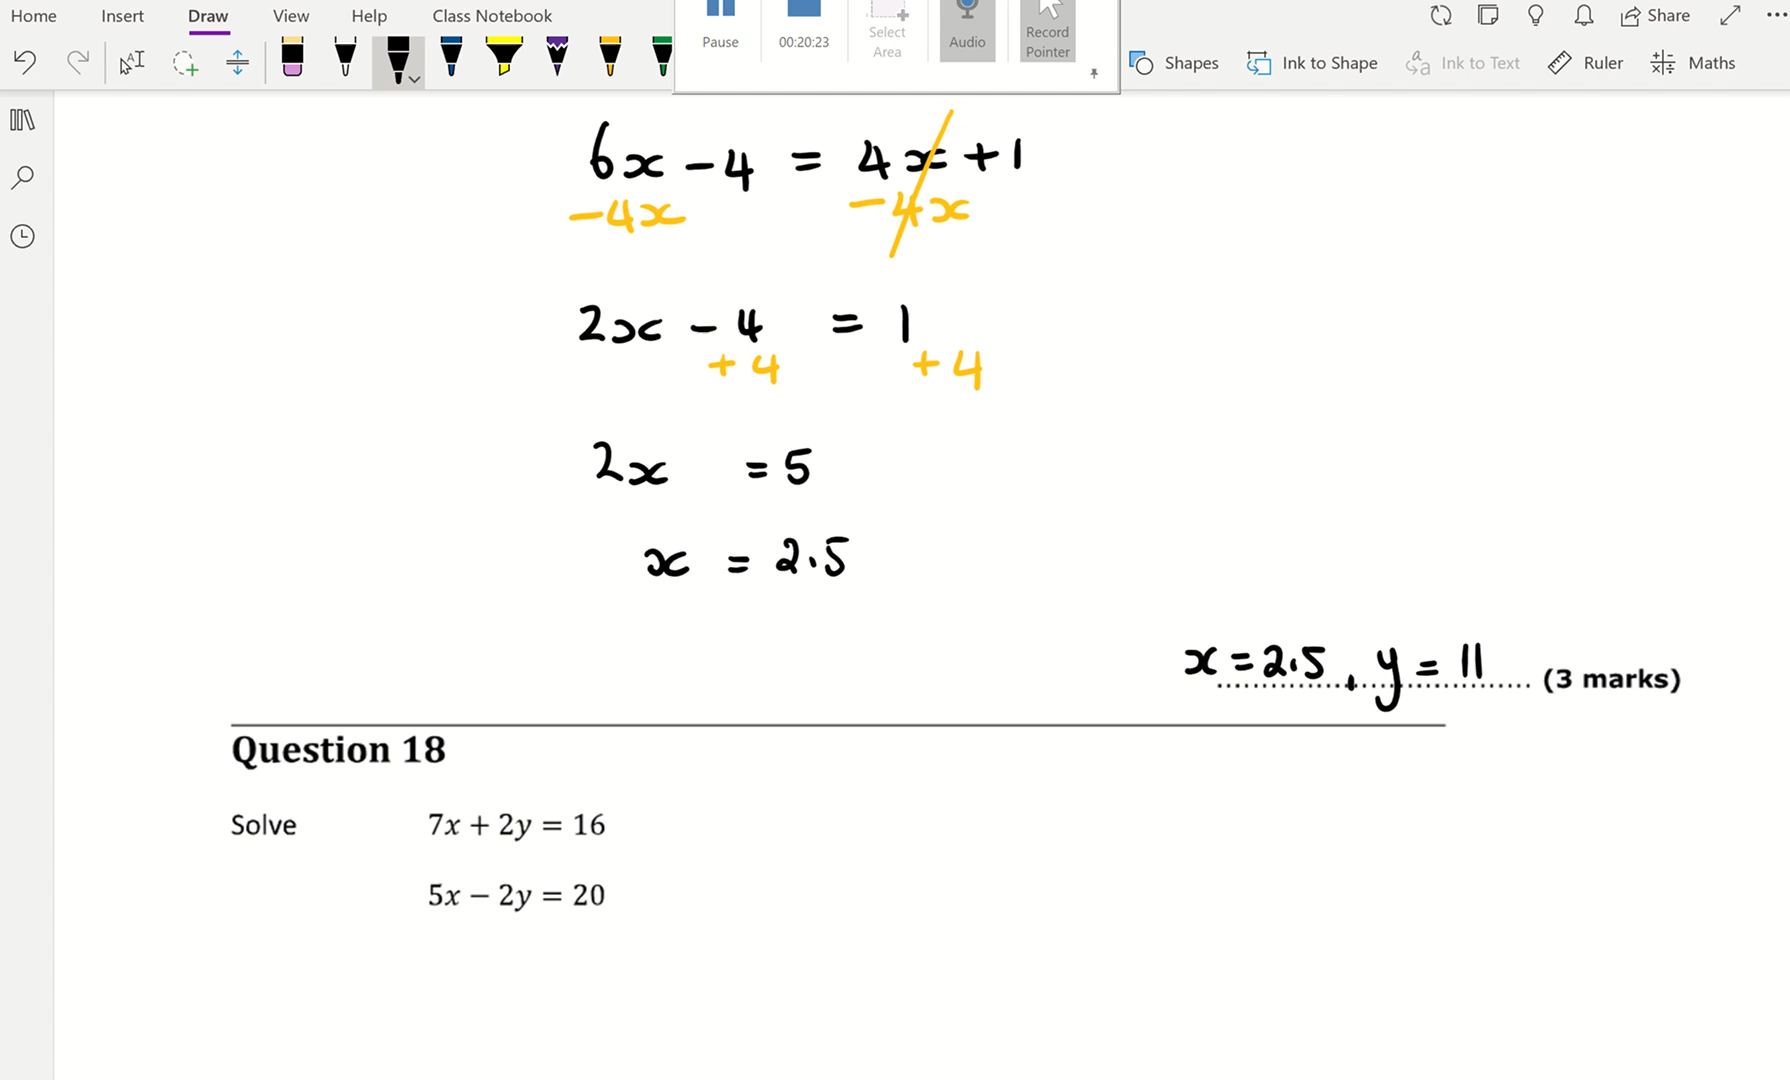 Home Insert Draw View Help Class Notebook Share
Pause 00:20:23 Select Area Audio Record Pointer
Shapes Ink to Shape Ink to Text Ruler Maths
6x - 4 = 4x + 1
-4x -4x
2x - 4 = 1
+4 +4
2x = 5
x = 2.5
x = 2.5, y = 11 (3 marks)
Question 18
Solve 7x + 2y = 16
5x − 2y = 20